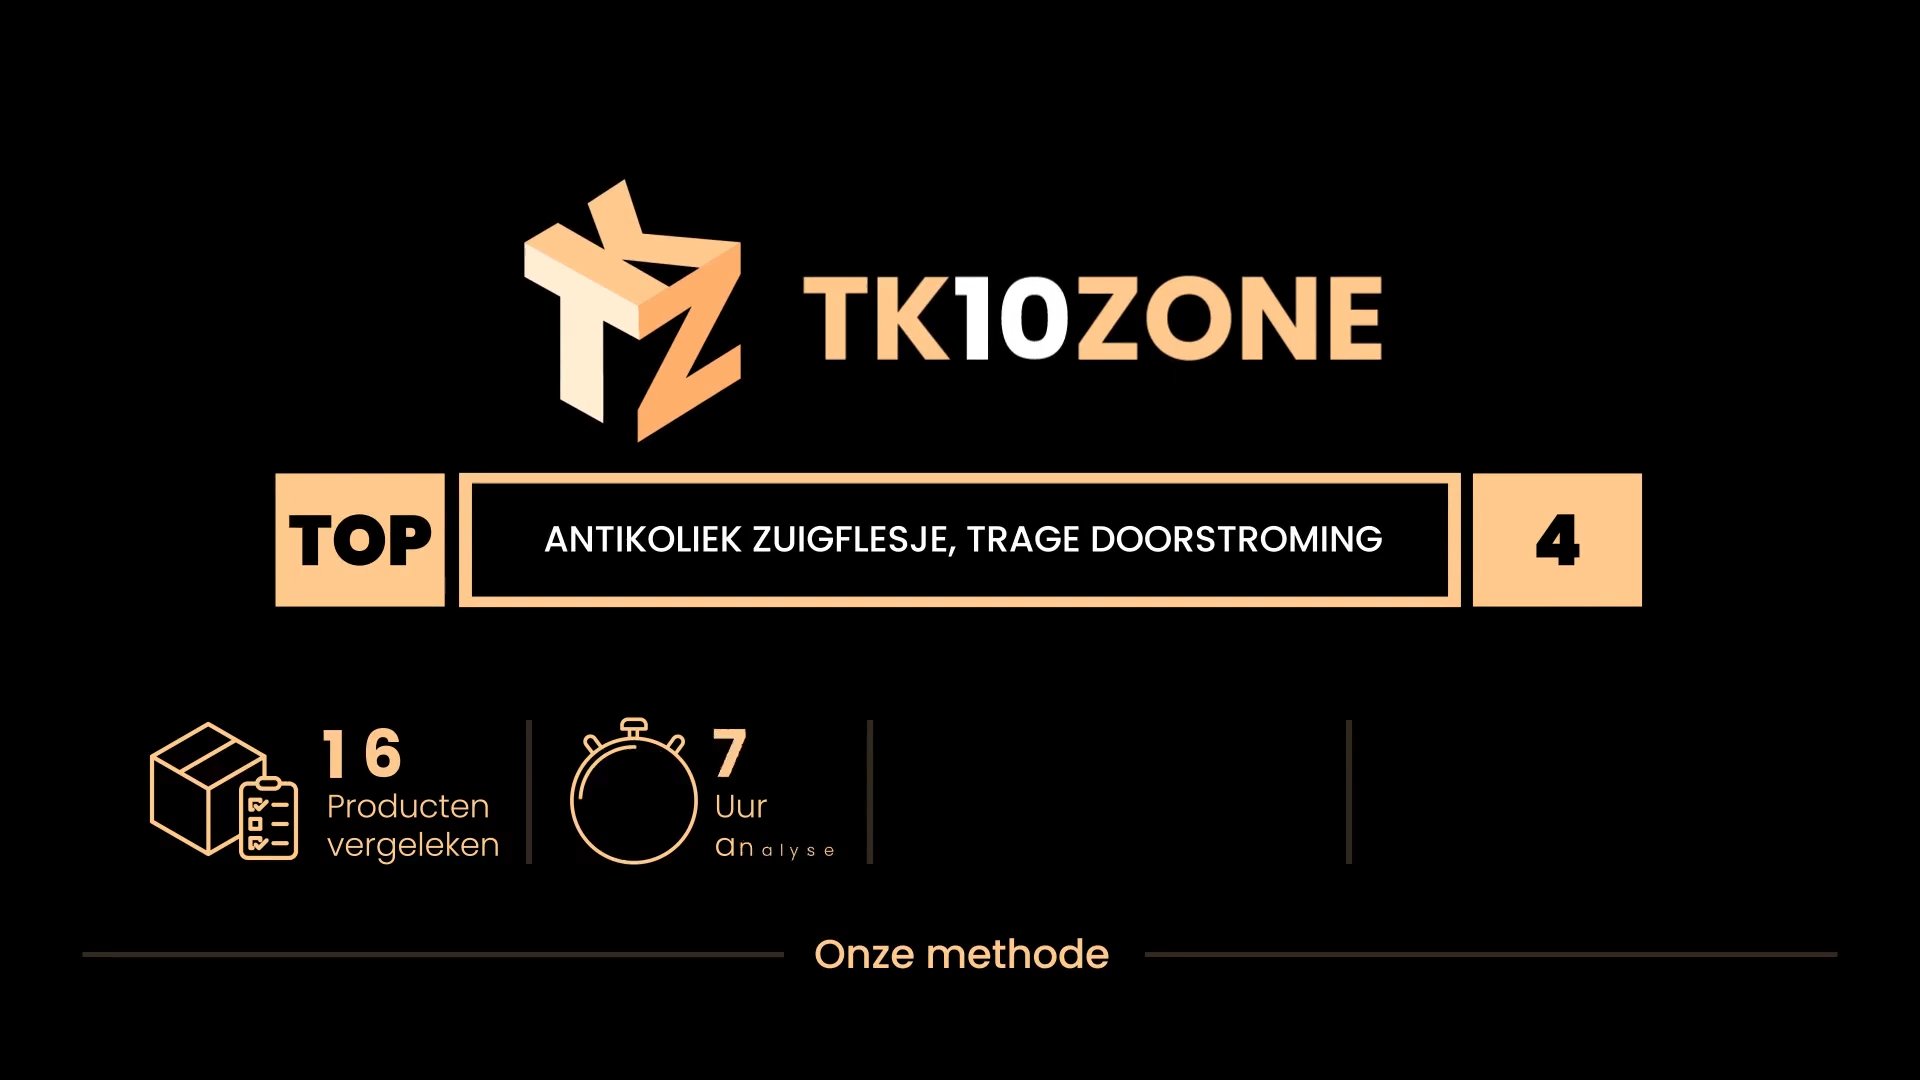 TK10ZONE
TOP
ANTIKOLIEK ZUIGFLESJE, TRAGE DOORSTROMING
4
16
Producten
vergeleken
7
Uur
analyse
Onze methode